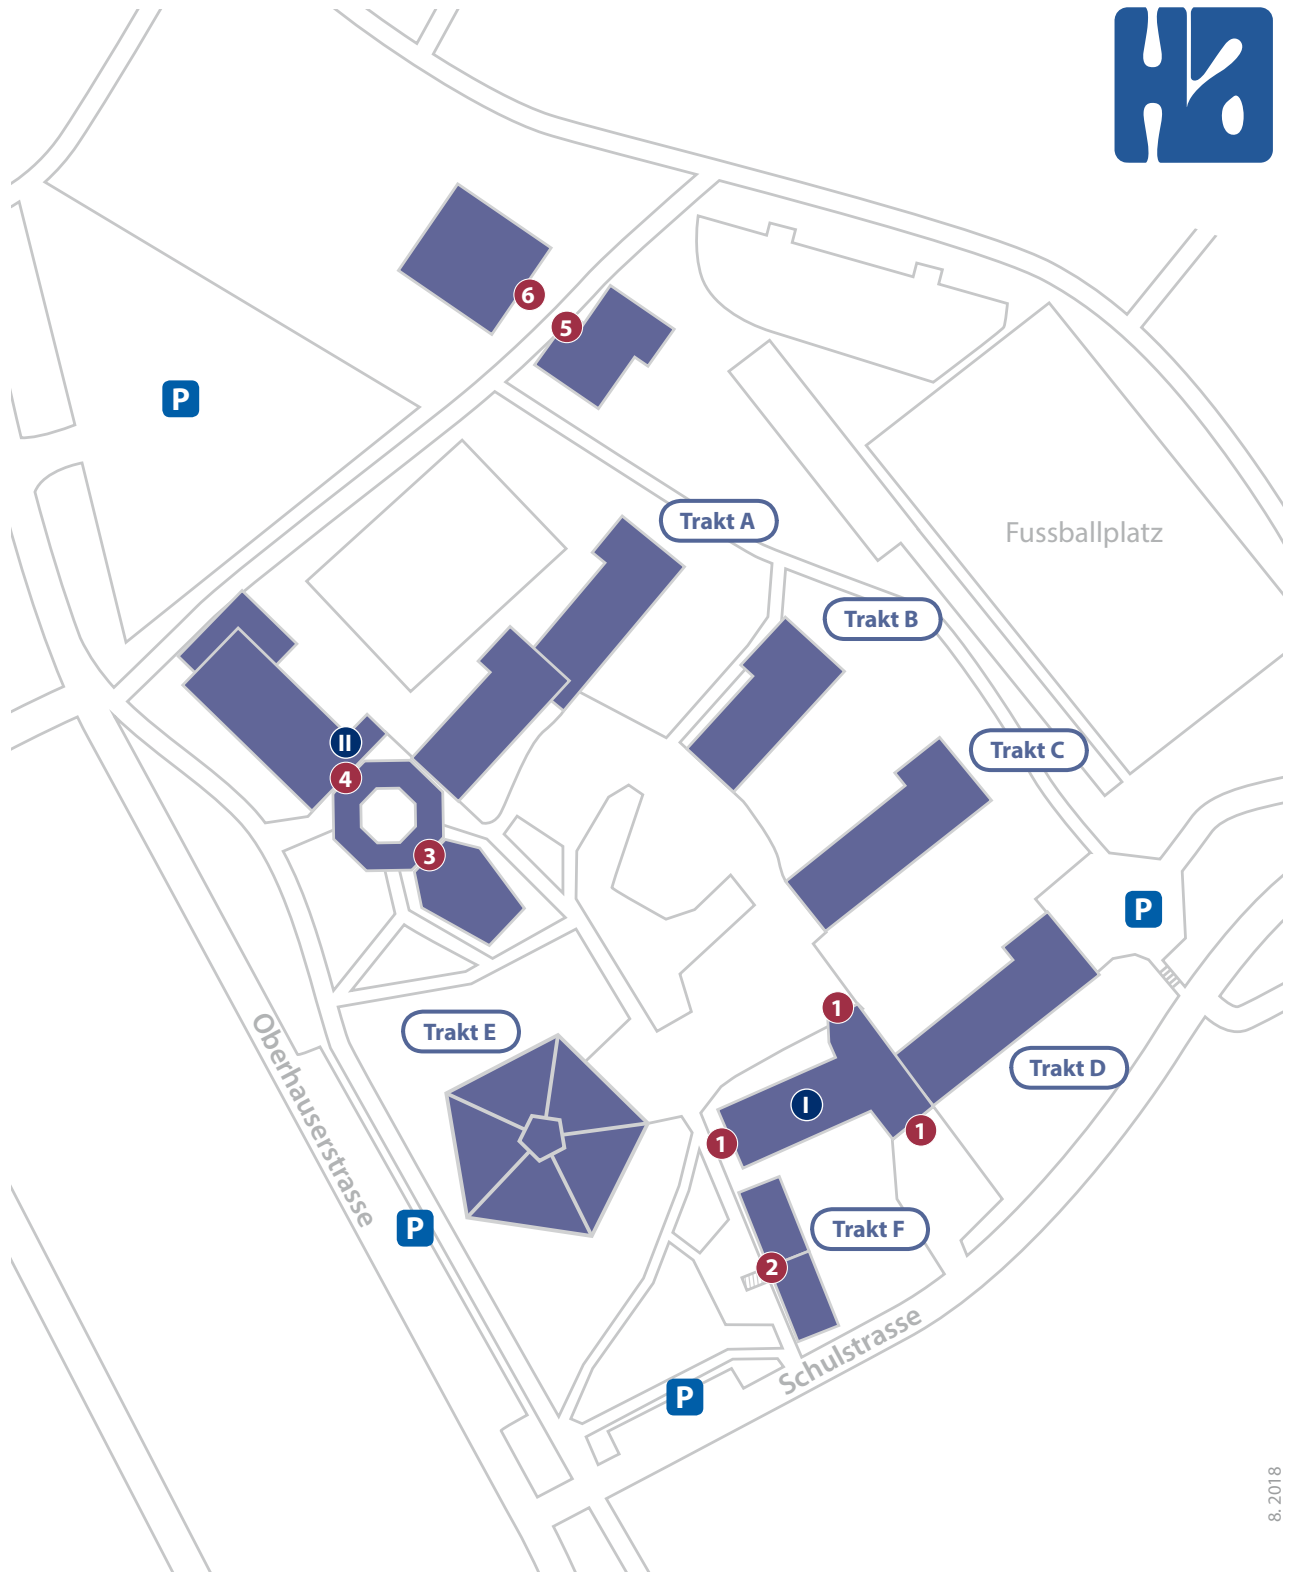 6
5
P
Trakt A
Fussballplatz
Trakt B
II
Trakt C
4
3
P
1
Trakt E
Trakt D
I
1
1
Oberhauserstrasse
P
Trakt F
2
Schulstrasse
P
8. 2018